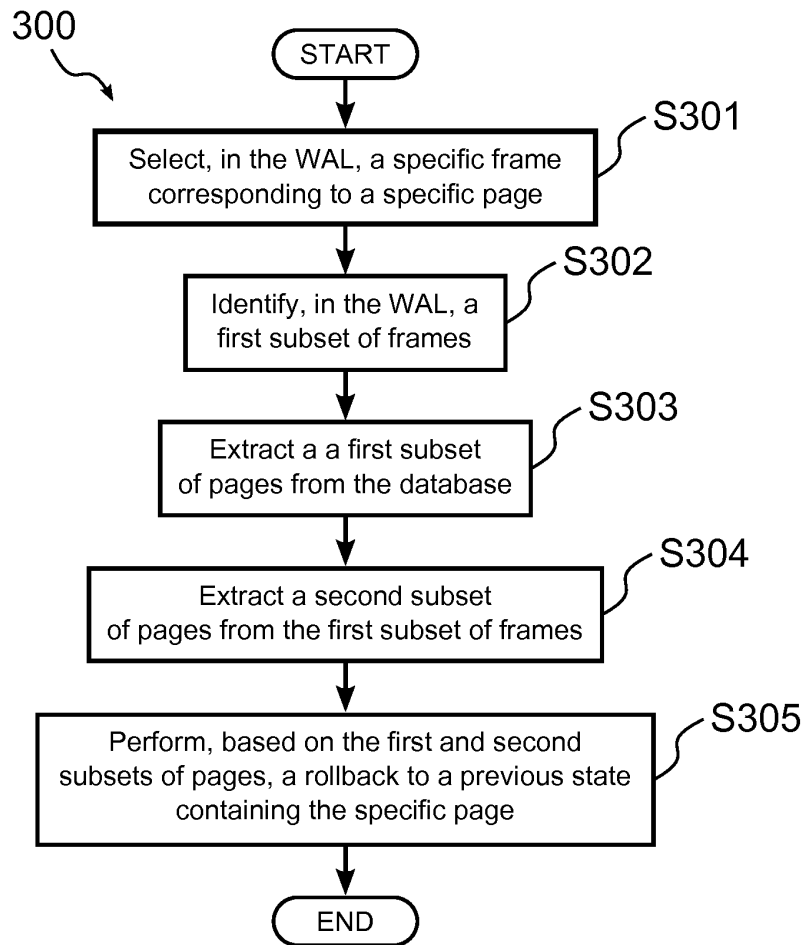 300
START
S301
Select, in the WAL, a specific frame
corresponding to a specific page
S302
Identify, in the WAL, a
first subset of frames
S303
Extract a a first subset
of pages from the database
S304
Extract a second subset
of pages from the first subset of frames
S305
Perform, based on the first and second
subsets of pages, a rollback to a previous state
containing the specific page
END